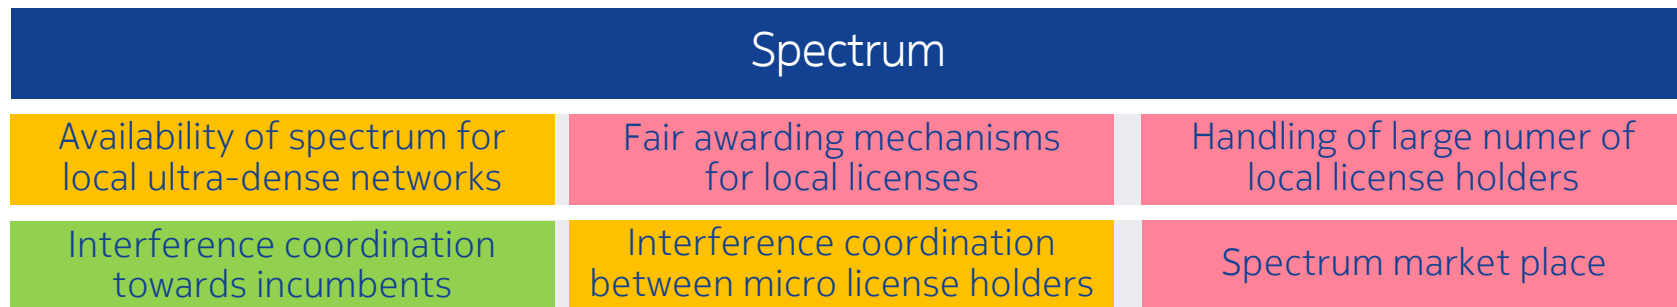 Spectrum
Availability of spectrum for
local ultra-dense networks
Fair awarding mechanisms
for local licenses
Handling of large numer of
local license holders
Interference coordination
towards incumbents
Interference coordination
between micro license holders
Spectrum market place